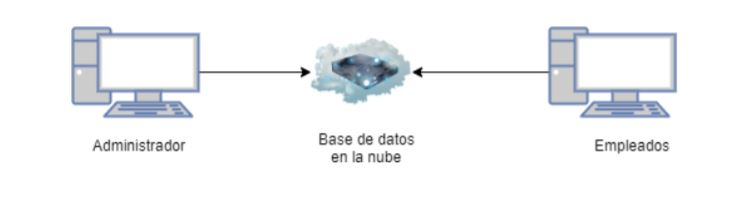 Administrador
Base de datos
en la nube
Empleados